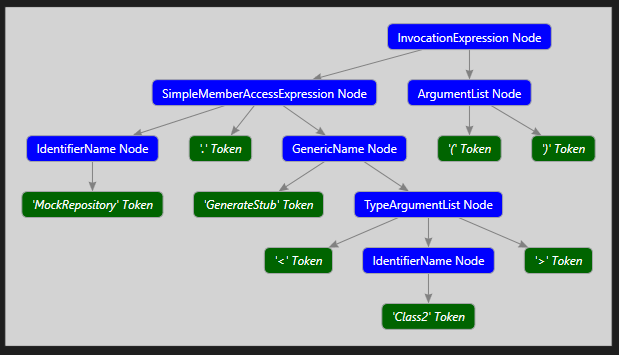 InvocationExpression Node
SimpleMemberAccessExpression Node
ArgumentList Node
IdentifierName Node
'.' Token
GenericName Node
'(' Token
')' Token
'MockRepository' Token
'GenerateStub' Token
TypeArgumentList Node
'<' Token
IdentifierName Node
'>' Token
'Class2' Token